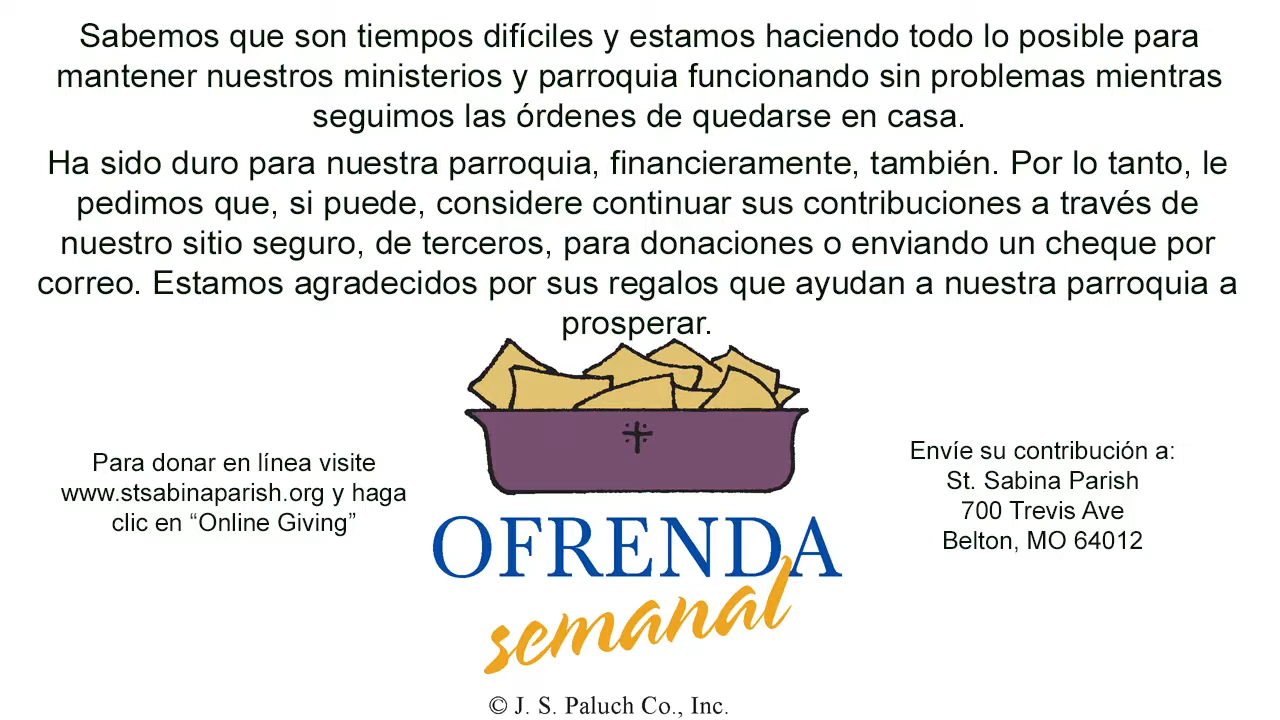 Sabemos que son tiempos difíciles y estamos haciendo todo lo posible para
mantener nuestros ministerios y parroquia funcionando sin problemas mientras
seguimos las órdenes de quedarse en casa.
Ha sido duro para nuestra parroquia, financieramente, también. Por lo tanto, le
pedimos que, si puede, considere continuar sus contribuciones a través de
nuestro sitio seguro, de terceros, para donaciones o enviando un cheque por
correo. Estamos agradecidos por sus regalos que ayudan a nuestra parroquia a
prosperar.
Para donar en línea visite
www.stsabinaparish.org y haga
clic en “Online Giving”
Envíe su contribución a:
St. Sabina Parish
700 Trevis Ave
Belton, MO 64012
OFRENDA
semanal
© J. S. Paluch Co., Inc.